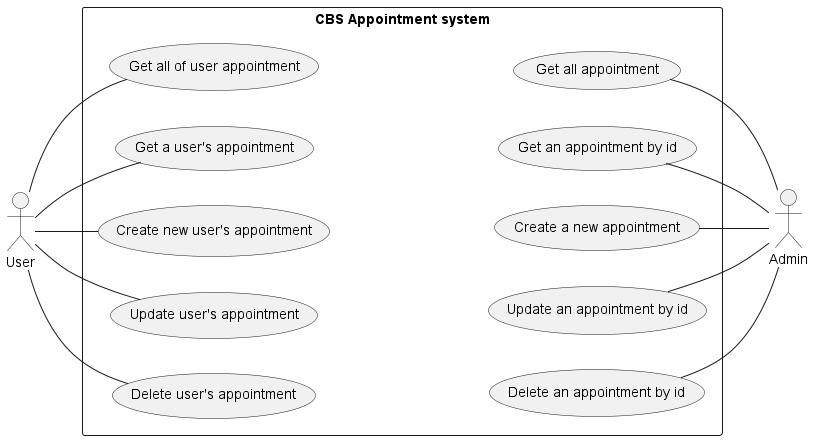 CBS Appointment system
Get all of user appointment
Get all appointment
Get a user's appointment
Get an appointment by id
Create new user's appointment
Create a new appointment
User
Admin
Update user's appointment
Update an appointment by id
Delete user's appointment
Delete an appointment by id